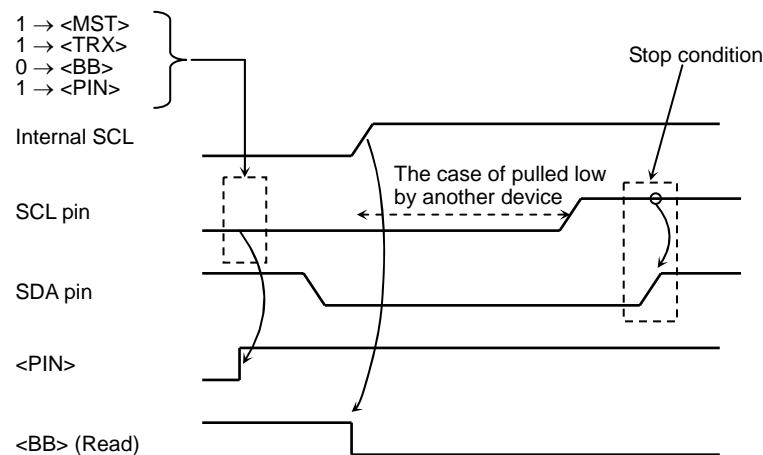 1 → <MST>
1 → <TRX>
0 → <BB>
1 → <PIN>
Stop condition
Internal SCL
The case of pulled low
by another device
SCL pin
SDA pin
<PIN>
<BB> (Read)